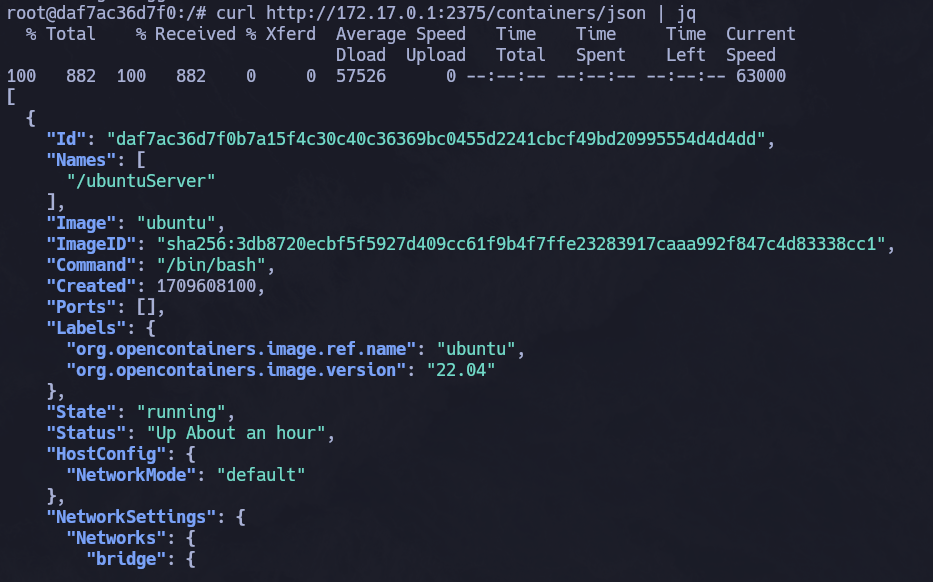 root@daf7ac36d7f0:/# curl http://172.17.0.1:2375/containers/json | jq
  % Total    % Received % Xferd  Average Speed   Time    Time     Time  Current
                                 Dload  Upload   Total   Spent    Left  Speed
100   882  100   882    0     0  57526      0 --:--:-- --:--:-- --:--:-- 63000
[
  {
    "Id": "daf7ac36d7f0b7a15f4c30c40c36369bc0455d2241cbcf49bd20995554d4d4dd",
    "Names": [
      "/ubuntuServer"
    ],
    "Image": "ubuntu",
    "ImageID": "sha256:3db8720ecbf5f5927d409cc61f9b4f7ffe23283917caaa992f847c4d83338cc1",
    "Command": "/bin/bash",
    "Created": 1709608100,
    "Ports": [],
    "Labels": {
      "org.opencontainers.image.ref.name": "ubuntu",
      "org.opencontainers.image.version": "22.04"
    },
    "State": "running",
    "Status": "Up About an hour",
    "HostConfig": {
      "NetworkMode": "default"
    },
    "NetworkSettings": {
      "Networks": {
        "bridge": {